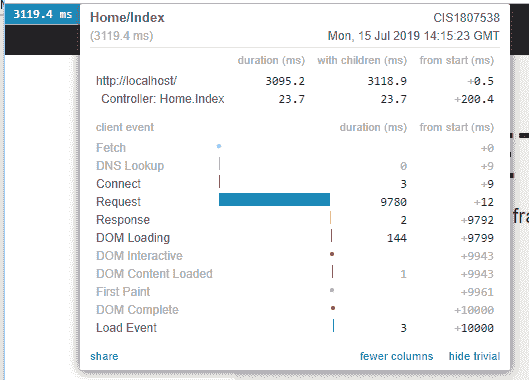 3119.4 ms
Home/Index CIS1807538
(3119.4 ms) Mon, 15 Jul 2019 14:15:23 GMT
duration (ms) with children (ms) from start (ms)
http://localhost/ 3095.2 3118.9 +0.5
Controller: Home.Index 23.7 23.7 +200.4
client event duration (ms) from start (ms)
Fetch +0
DNS Lookup 0 +9
Connect 3 +9
Request 9780 +12
Response 2 +9792
DOM Loading 144 +9799
DOM Interactive +9943
DOM Content Loaded 1 +9943
First Paint +9961
DOM Complete +10000
Load Event 3 +10000
share fewer columns hide trivial
fra